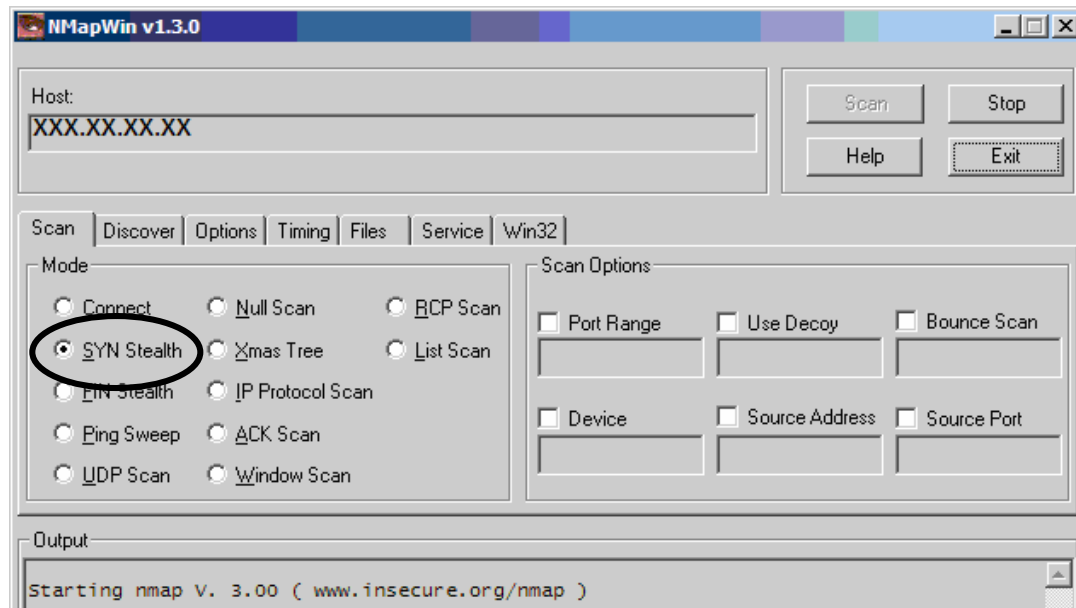 NMapWin v1.3.0
Host:
XXX.XX.XX.XX
Scan Stop
Help Exit
Scan Discover Options Timing Files Service Win32
Mode
Connect Null Scan RCP Scan
SYN Stealth Xmas Tree List Scan
FIN Stealth IP Protocol Scan
Ping Sweep ACK Scan
UDP Scan Window Scan
Scan Options
Port Range Use Decoy Bounce Scan
Device Source Address Source Port
Output
Starting nmap V. 3.00 ( www.insecure.org/nmap )